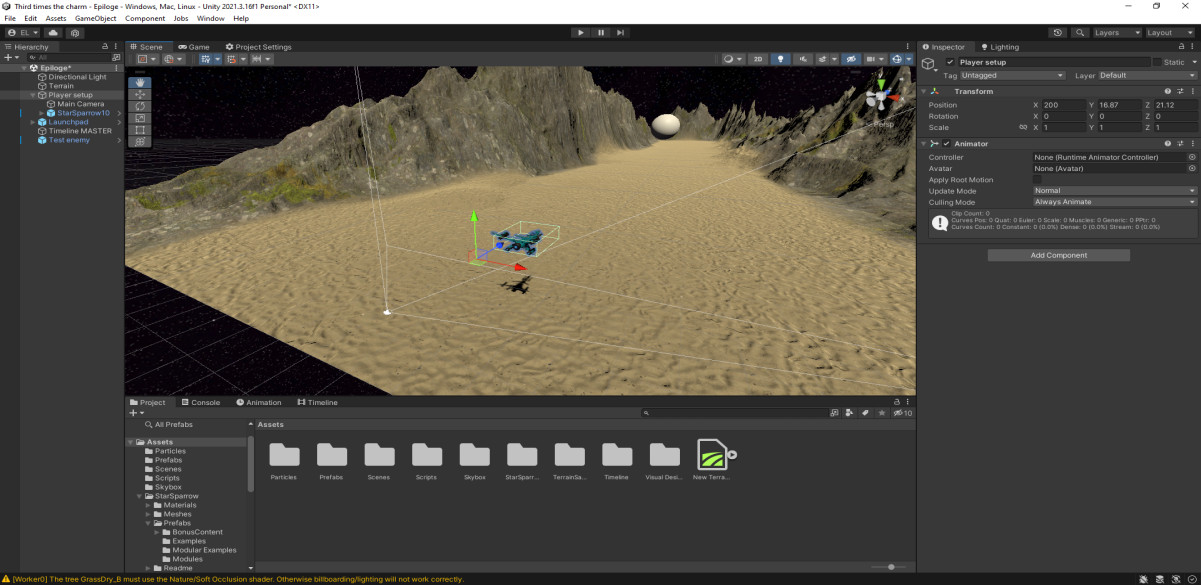 Third times the charm - Epiloge - Windows, Mac, Linux - Unity 2021.3.16f1 Personal* <DX11>
File Edit Assets GameObject Component Jobs Window Help
EL Layers Layout
Hierarchy Scene Game Project Settings Inspector Lighting
All 2D
Epiloge*
Directional Light
Terrain
Player setup
Main Camera
StarSparrow10
Launchpad
Timeline MASTER
Test enemy
Persp
Player setup Static
Tag Untagged Layer Default
Transform
Position X 200 Y 16.87 Z 21.12
Rotation X 0 Y 0 Z 0
Scale X 1 Y 1 Z 1
Animator
Controller None (Runtime Animator Controller)
Avatar None (Avatar)
Apply Root Motion
Update Mode Normal
Culling Mode Always Animate
Clip Count: 0
Curves Pos: 0 Quat: 0 Euler: 0 Scale: 0 Muscles: 0 Generic: 0 PPtr: 0
Curves Count: 0 Constant: 0 (0.0%) Dense: 0 (0.0%) Stream: 0 (0.0%)
Add Component
Project Console Animation Timeline
10
All Prefabs
Assets
Particles
Prefabs
Scenes
Scripts
Skybox
StarSparrow
Materials
Meshes
Prefabs
BonusContent
Examples
Modular Examples
Modules
Readme
Assets
Particles Prefabs Scenes Scripts Skybox StarSparr... TerrainSa... Timeline Visual Desi... New Terra...
[Worker0] The tree GrassDry_B must use the Nature/Soft Occlusion shader. Otherwise billboarding/lighting will not work correctly.